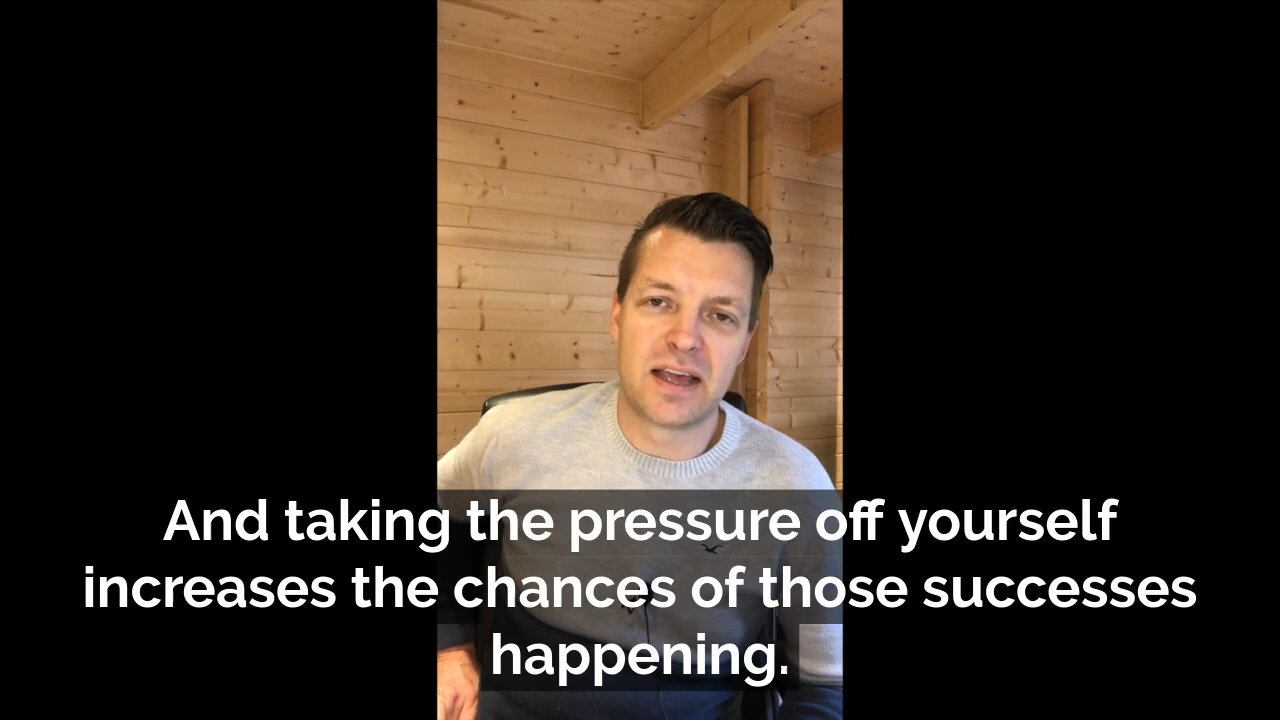 And taking the pressure off yourself
increases the chances of those successes
happening.